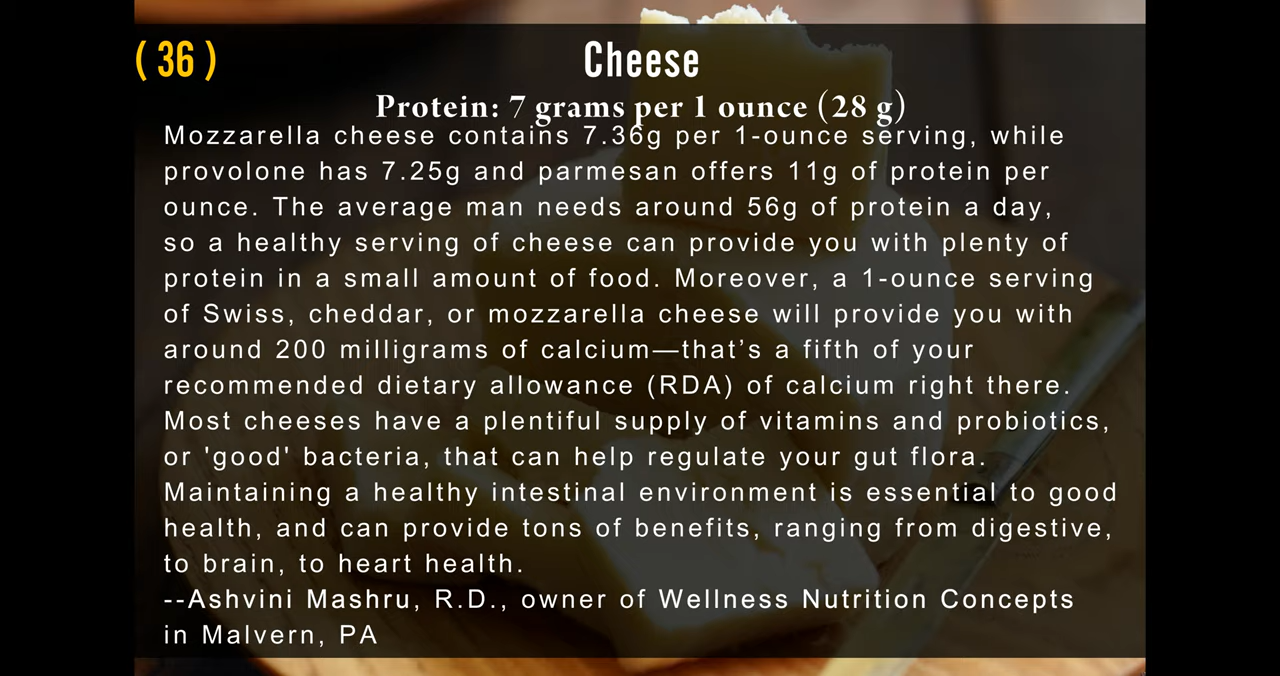 ( 36 )
Cheese
Protein: 7 grams per 1 ounce (28 g)
Mozzarella cheese contains 7.36g per 1-ounce serving, while
provolone has 7.25g and parmesan offers 11g of protein per
ounce. The average man needs around 56g of protein a day,
so a healthy serving of cheese can provide you with plenty of
protein in a small amount of food. Moreover, a 1-ounce serving
of Swiss, cheddar, or mozzarella cheese will provide you with
around 200 milligrams of calcium—that’s a fifth of your
recommended dietary allowance (RDA) of calcium right there.
Most cheeses have a plentiful supply of vitamins and probiotics,
or 'good' bacteria, that can help regulate your gut flora.
Maintaining a healthy intestinal environment is essential to good
health, and can provide tons of benefits, ranging from digestive,
to brain, to heart health.
--Ashvini Mashru, R.D., owner of Wellness Nutrition Concepts
in Malvern, PA